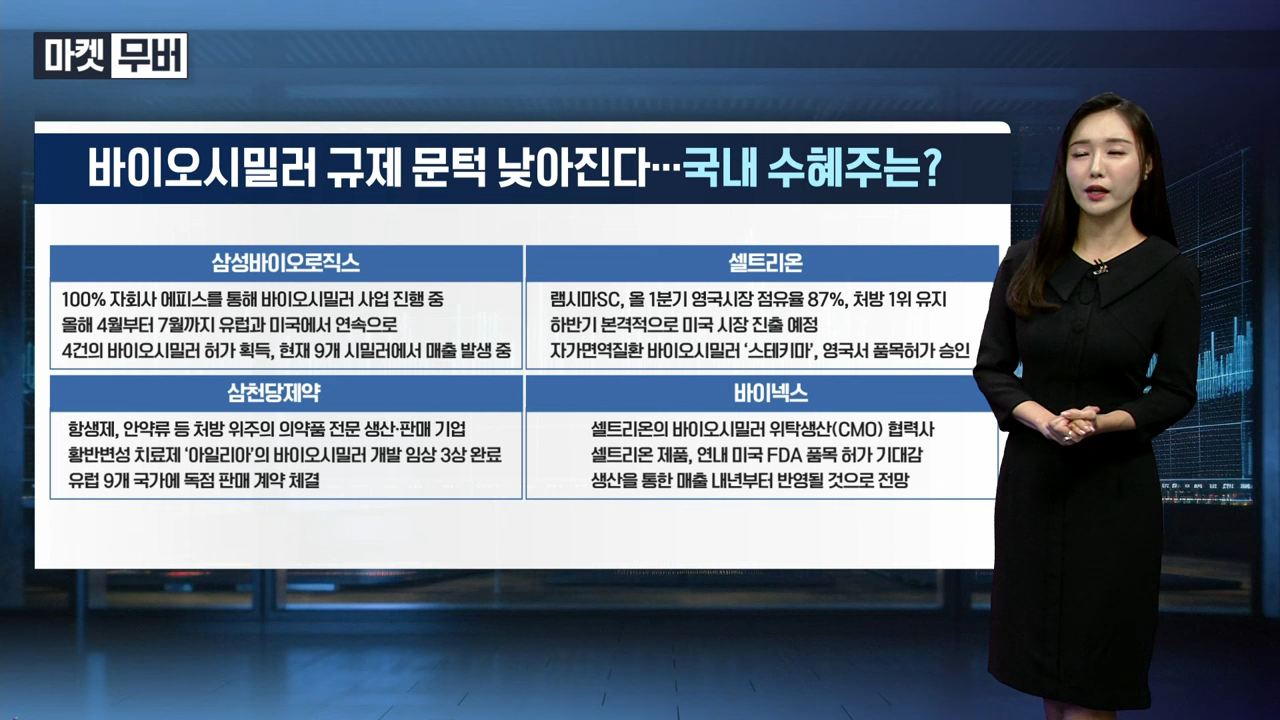 마켓무버
바이오시밀러 규제 문턱 낮아진다…국내 수혜주는?
삼성바이오로직스
100% 자회사 에피스를 통해 바이오시밀러 사업 진행 중
올해 4월부터 7월까지 유럽과 미국에서 연속으로
4건의 바이오시밀러 허가 획득, 현재 9개 시밀러에서 매출 발생 중
셀트리온
램시마SC, 올 1분기 영국시장 점유율 87%, 처방 1위 유지
하반기 본격적으로 미국 시장 진출 예정
자가면역질환 바이오시밀러 ‘스테키마’, 영국서 품목허가 승인
삼천당제약
항생제, 안약류 등 처방 위주의 의약품 전문 생산·판매 기업
황반변성 치료제 ‘아일리아’의 바이오시밀러 개발 임상 3상 완료
유럽 9개 국가에 독점 판매 계약 체결
바이넥스
셀트리온의 바이오시밀러 위탁생산(CMO) 협력사
셀트리온 제품, 연내 미국 FDA 품목 허가 기대감
생산을 통한 매출 내년부터 반영될 것으로 전망